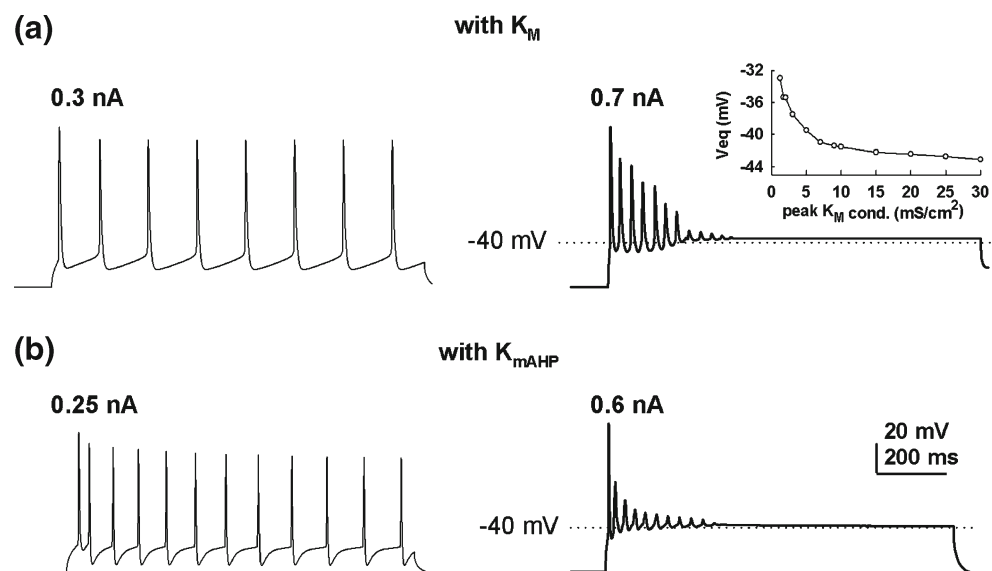 (a)
with K_M
0.3 nA
0.7 nA
-32
-36
-40
-44
Veq (mV)
0 5 10 15 20 25 30
peak K_M cond. (mS/cm²)
-40 mV
(b)
with K_mAHP
0.25 nA
0.6 nA
20 mV
200 ms
-40 mV